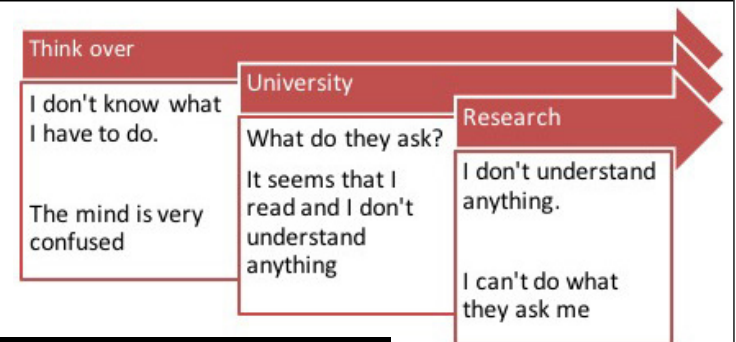 Think over
I don't know what
I have to do.
The mind is very
confused
University
What do they ask?
It seems that I
read and I don't
understand
anything
Research
I don't understand
anything.
I can't do what
they ask me